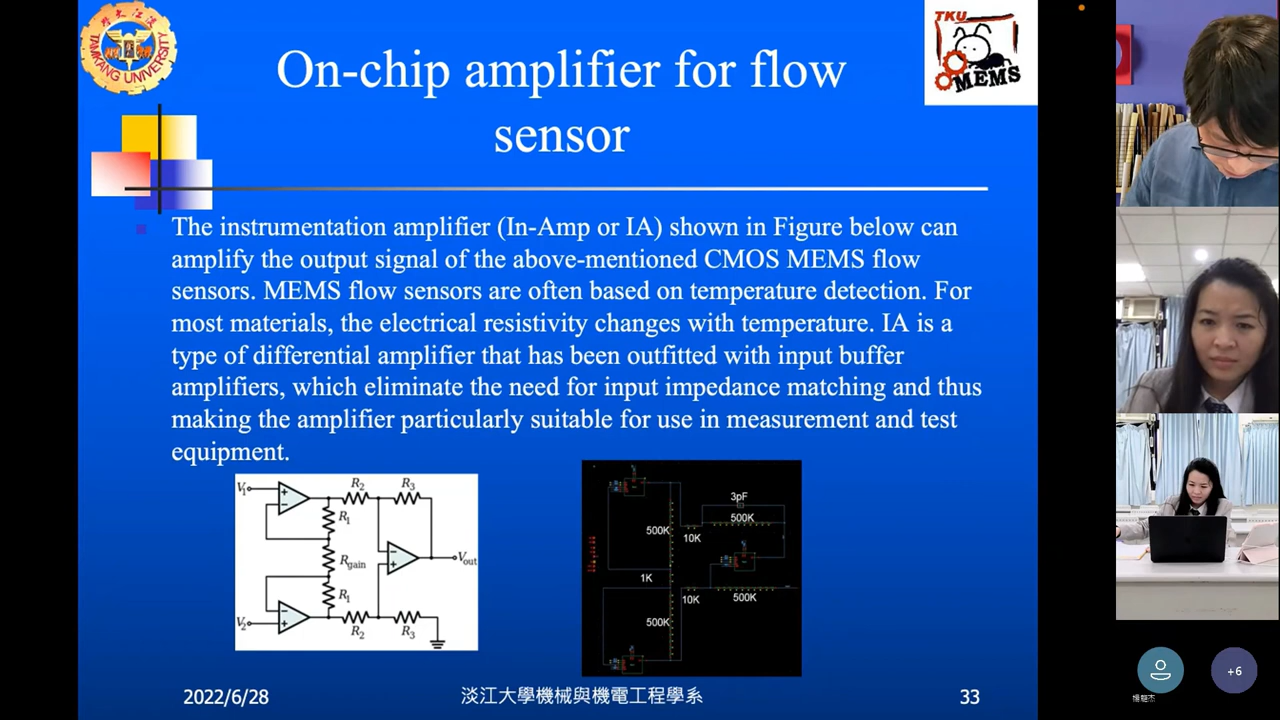 TAMKANG UNIVERSITY
TKU
MEMS
On-chip amplifier for flow
sensor
The instrumentation amplifier (In-Amp or IA) shown in Figure below can
amplify the output signal of the above-mentioned CMOS MEMS flow
sensors. MEMS flow sensors are often based on temperature detection. For
most materials, the electrical resistivity changes with temperature. IA is a
type of differential amplifier that has been outfitted with input buffer
amplifiers, which eliminate the need for input impedance matching and thus
making the amplifier particularly suitable for use in measurement and test
equipment.
V1
R2
R3
R1
Rgain
Vout
R1
V2
R2
R3
3pF
500K
500K
10K
1K
10K
500K
500K
2022/6/28
淡江大學機械與機電工程學系
33
+6